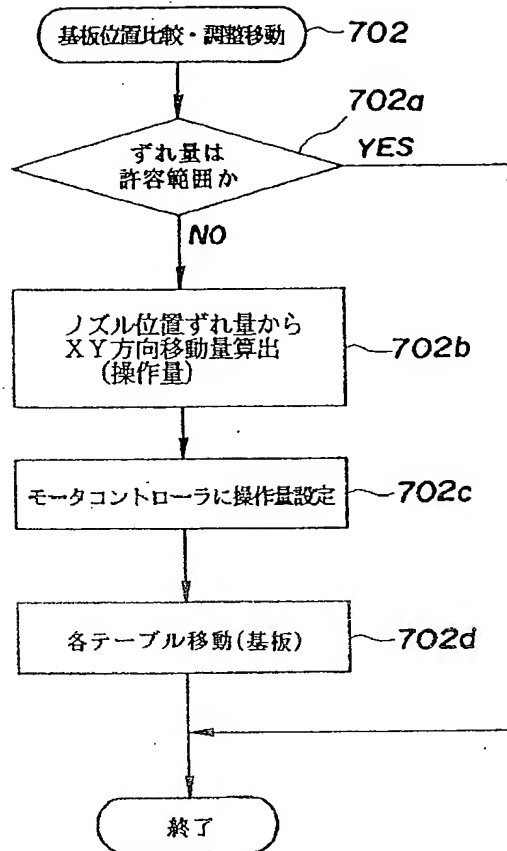 基板位置比較・調整移動
702
702a
ずれ量は
許容範囲か
YES
NO
ノズル位置ずれ量から
XY方向移動量算出
(操作量)
702b
モータコントローラに操作量設定
702c
各テーブル移動(基板)
702d
終了